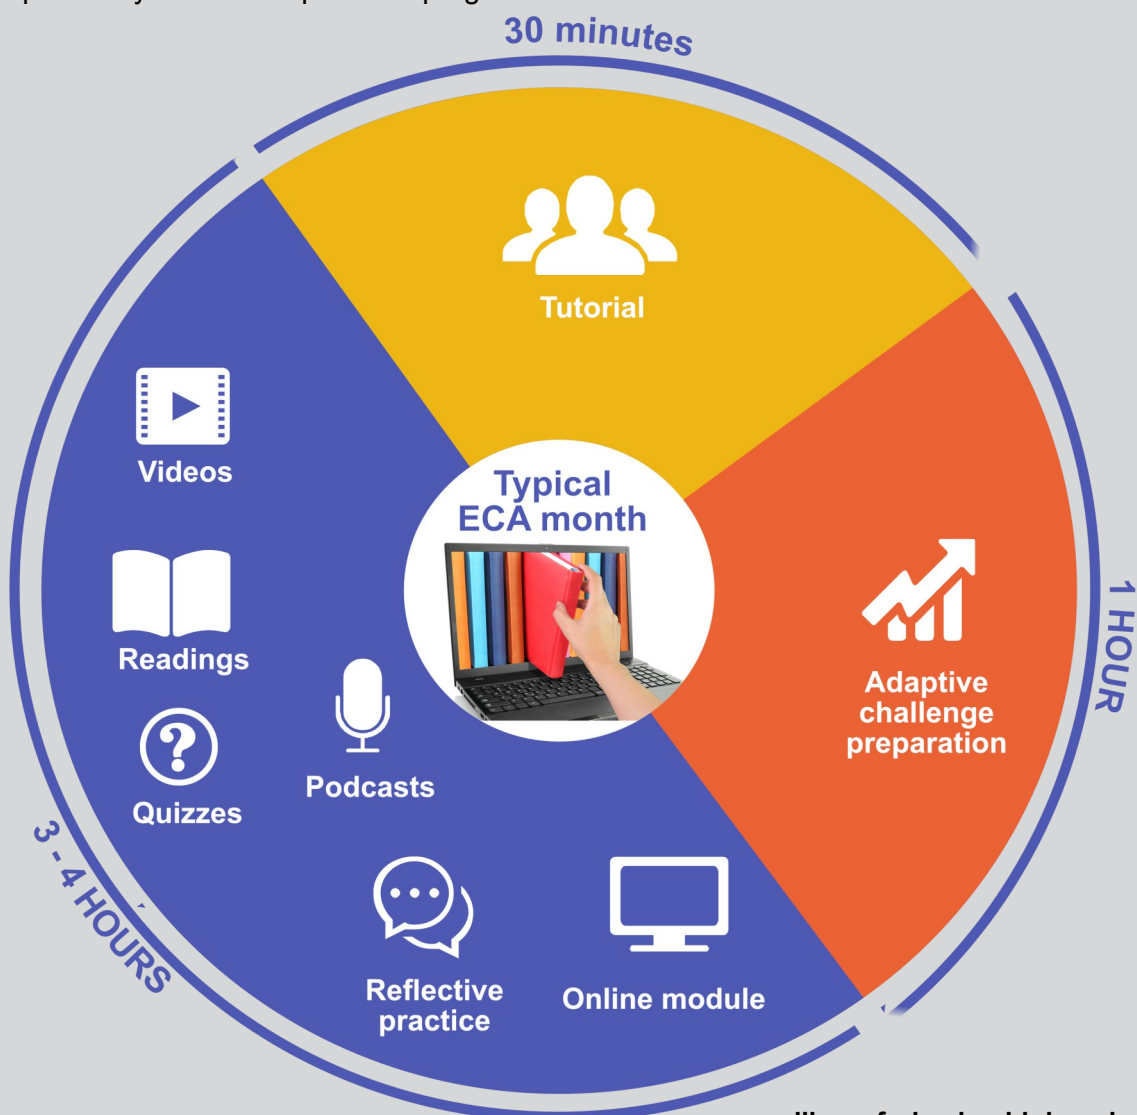 30 minutes
Tutorial
Typical
ECA month
Videos
Readings
Podcasts
Quizzes
Reflective
practice
Online module
Adaptive
challenge
preparation
1 HOUR
3 - 4 HOURS